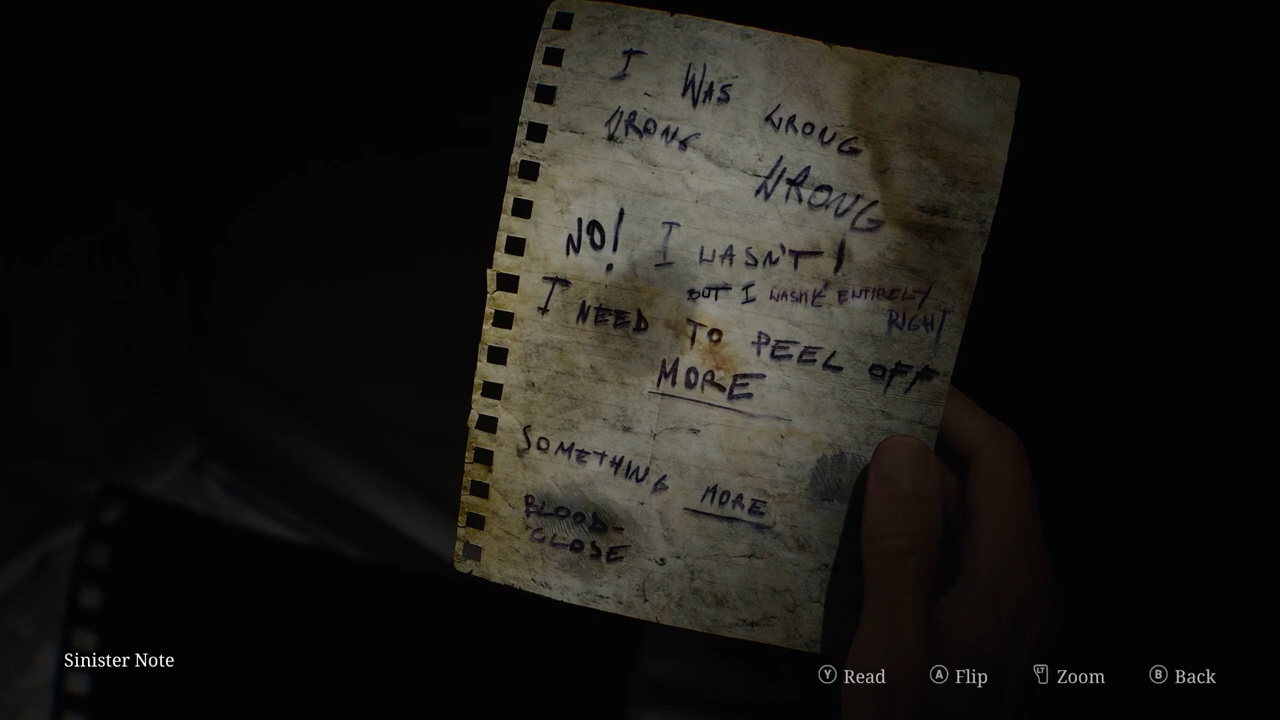 I WAS WRONG
WRONG
WRONG
NO! I WASN'T!
BUT I WASN'T ENTIRELY
RIGHT
I NEED TO PEEL OFF
MORE
SOMETHING MORE
BLOOD-
CLOSE
Sinister Note
Y Read
A Flip
LT Zoom
B Back